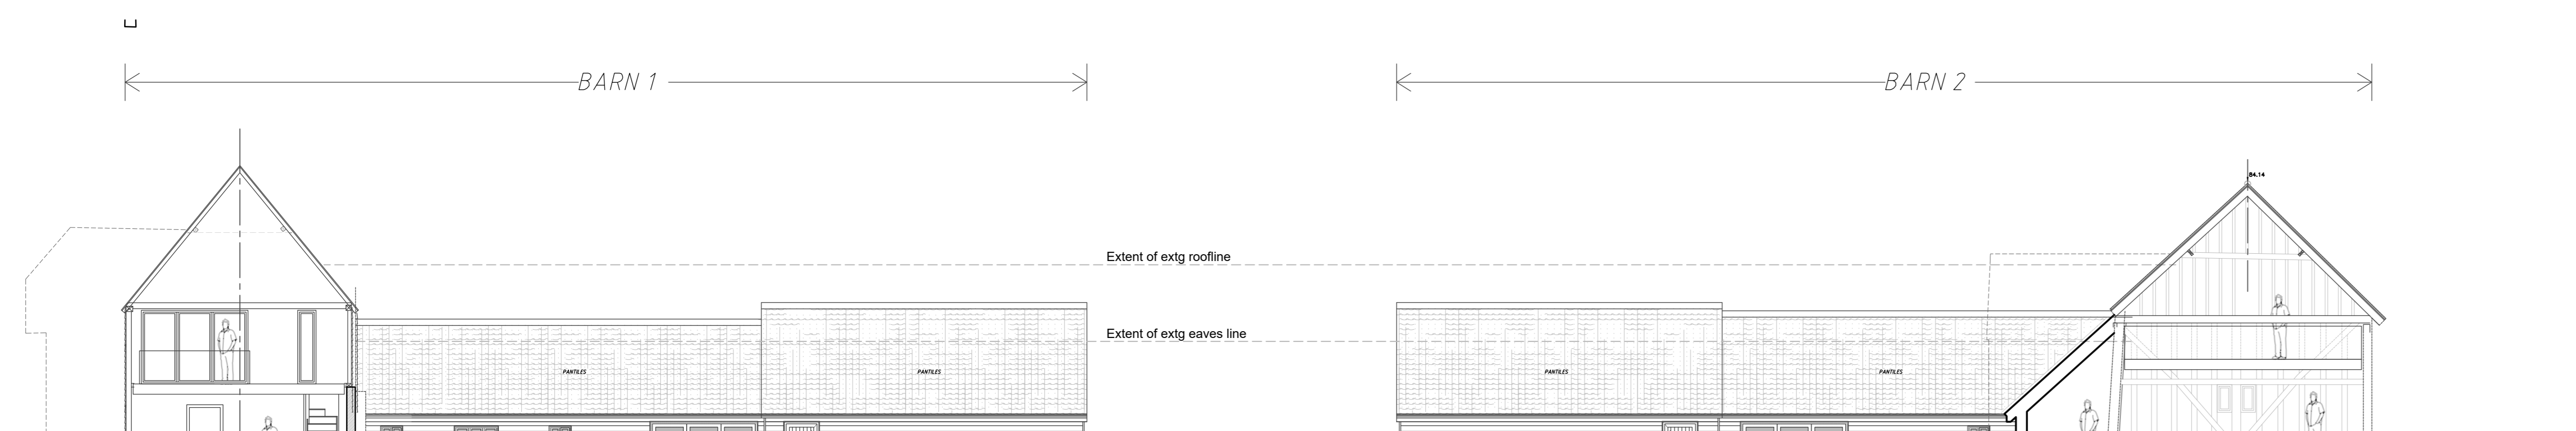 BARN 1
BARN 2
84.14
Extent of extg roofline
Extent of extg eaves line
PANTILES
PANTILES
PANTILES
PANTILES